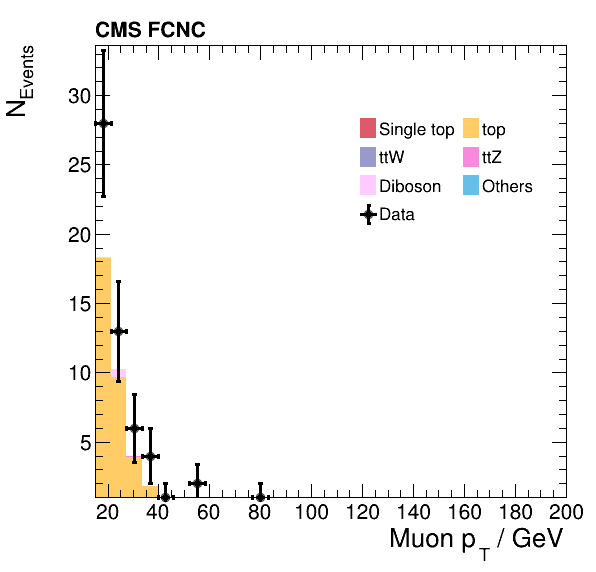 CMS FCNC
N_Events
30
25
20
15
10
5
Single top
top
ttW
ttZ
Diboson
Others
Data
20 40 60 80 100 120 140 160 180 200
Muon p_T / GeV